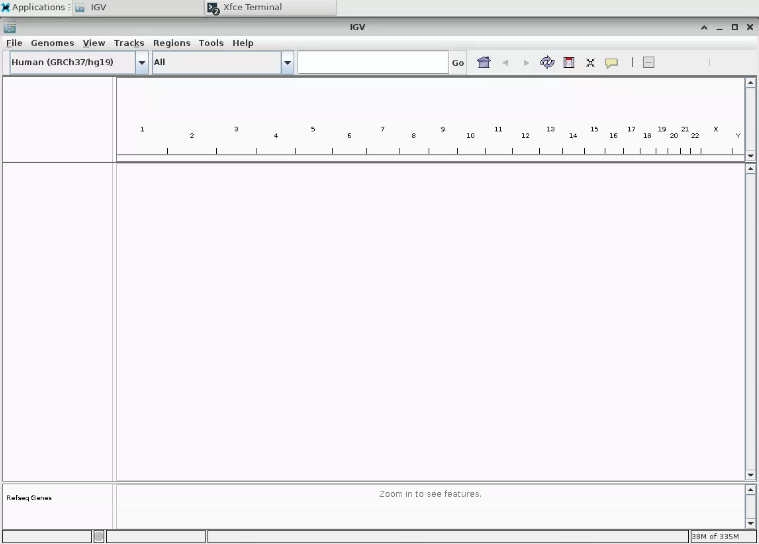 Applications IGV Xfce Terminal
IGV
File Genomes View Tracks Regions Tools Help
Human (GRCh37/hg19) All Go
1 2 3 4 5 6 7 8 9 10 11 12 13 14 15 16 17 18 19 20 21 22 X Y
Refseq Genes Zoom in to see features.
38M of 335M